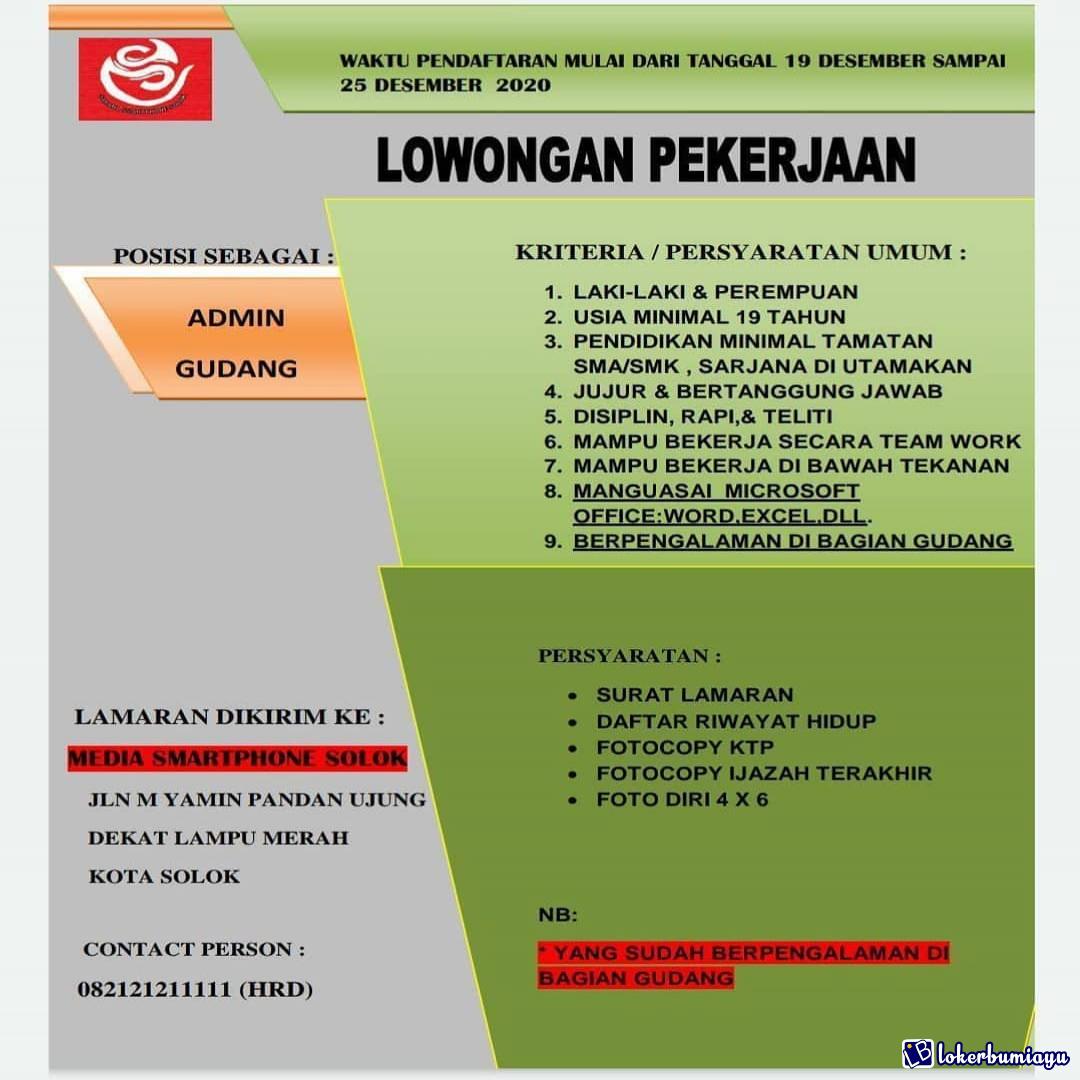 WAKTU PENDAFTARAN MULAI DARI TANGGAL 19 DESEMBER SAMPAI
25 DESEMBER 2020
LOWONGAN PEKERJAAN
POSISI SEBAGAI :
ADMIN
GUDANG
KRITERIA / PERSYARATAN UMUM :
1. LAKI-LAKI & PEREMPUAN
2. USIA MINIMAL 19 TAHUN
3. PENDIDIKAN MINIMAL TAMATAN
SMA/SMK , SARJANA DI UTAMAKAN
4. JUJUR & BERTANGGUNG JAWAB
5. DISIPLIN, RAPI,& TELITI
6. MAMPU BEKERJA SECARA TEAM WORK
7. MAMPU BEKERJA DI BAWAH TEKANAN
8. MANGUASAI MICROSOFT
OFFICE:WORD,EXCEL,DLL.
9. BERPENGALAMAN DI BAGIAN GUDANG
PERSYARATAN :
• SURAT LAMARAN
• DAFTAR RIWAYAT HIDUP
• FOTOCOPY KTP
• FOTOCOPY IJAZAH TERAKHIR
• FOTO DIRI 4 X 6
LAMARAN DIKIRIM KE :
MEDIA SMARTPHONE SOLOK
JLN M YAMIN PANDAN UJUNG
DEKAT LAMPU MERAH
KOTA SOLOK
CONTACT PERSON :
082121211111 (HRD)
NB:
* YANG SUDAH BERPENGALAMAN DI
BAGIAN GUDANG
lokerbumiayu